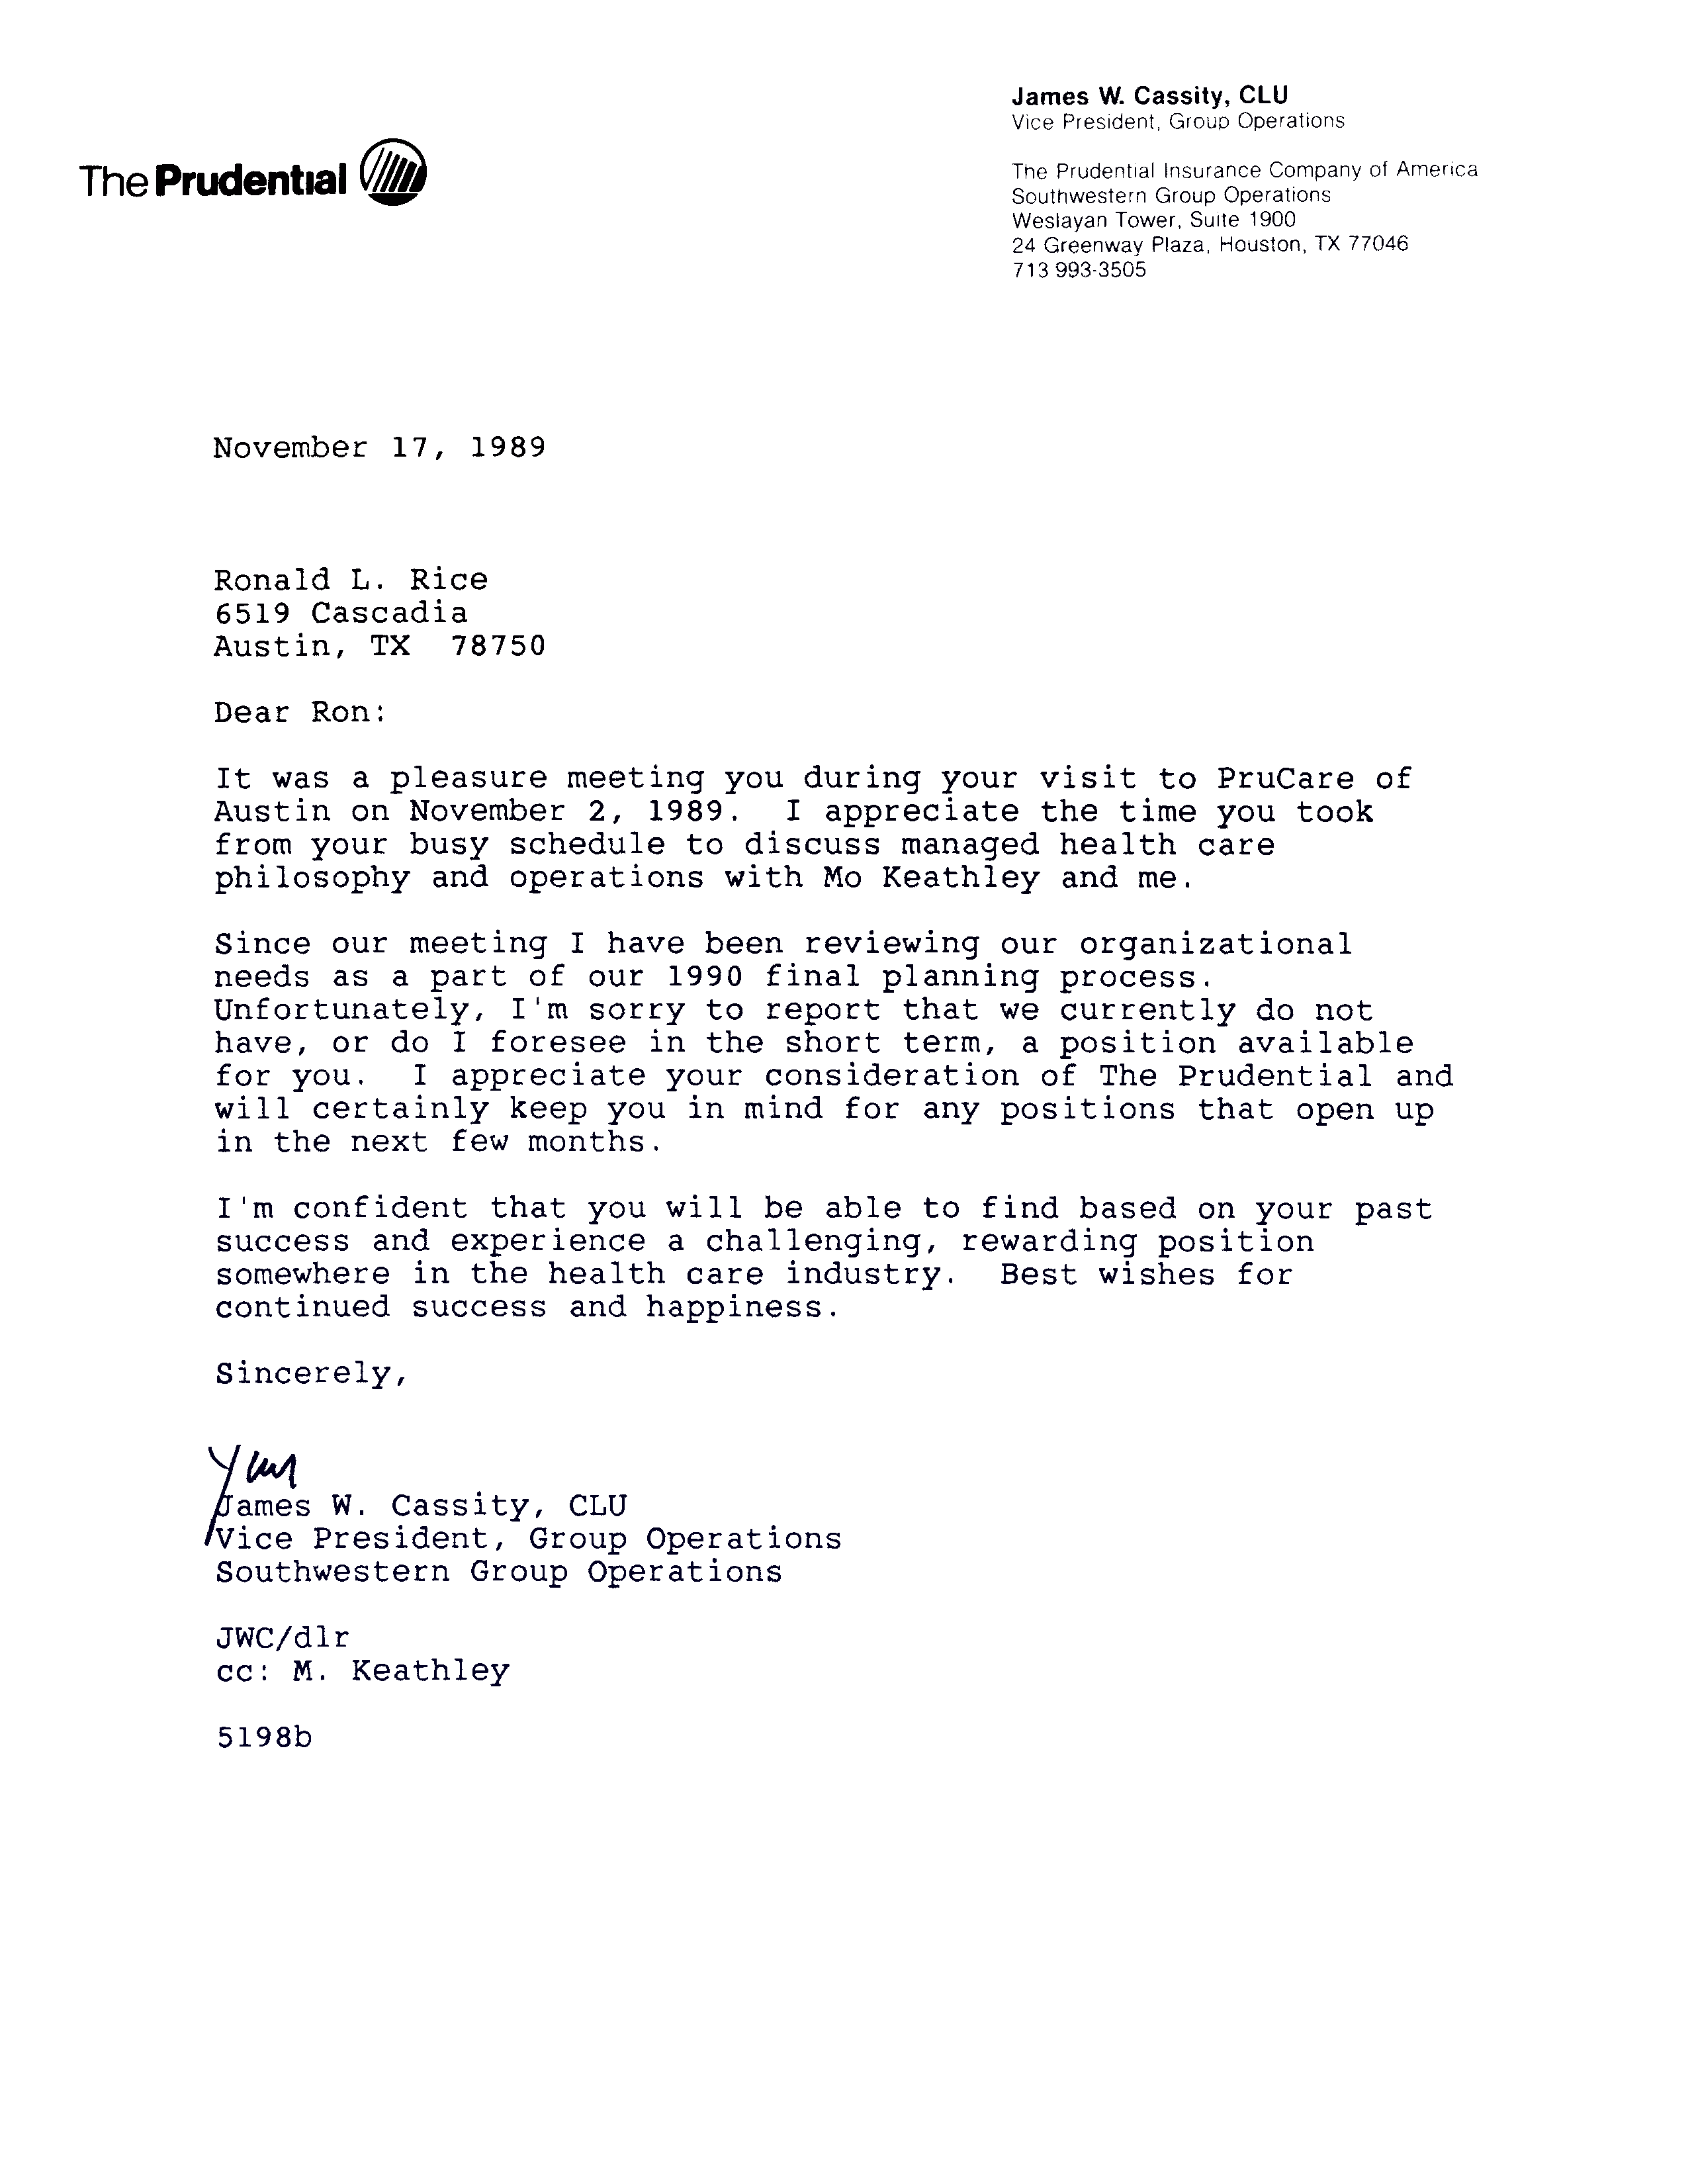 James W. Cassity, CLU
Vice President, Group Operations
The Prudential
The Prudential Insurance Company of America
Southwestern Group Operations
Weslayan Tower, Suite 1900
24 Greenway Plaza, Houston, TX 77046
713 993-3505
November 17, 1989
Ronald L. Rice
6519 Cascadia
Austin, TX 78750
Dear Ron:
It was a pleasure meeting you during your visit to PruCare of
Austin on November 2, 1989. I appreciate the time you took
from your busy schedule to discuss managed health care
philosophy and operations with Mo Keathley and me.
Since our meeting I have been reviewing our organizational
needs as a part of our 1990 final planning process.
Unfortunately, I'm sorry to report that we currently do not
have, or do I foresee in the short term, a position available
for you. I appreciate your consideration of The Prudential and
will certainly keep you in mind for any positions that open up
in the next few months.
I'm confident that you will be able to find based on your past
success and experience a challenging, rewarding position
somewhere in the health care industry. Best wishes for
continued success and happiness.
Sincerely,
James W. Cassity, CLU
Vice President, Group Operations
Southwestern Group Operations
JWC/dlr
cc: M. Keathley
5198b